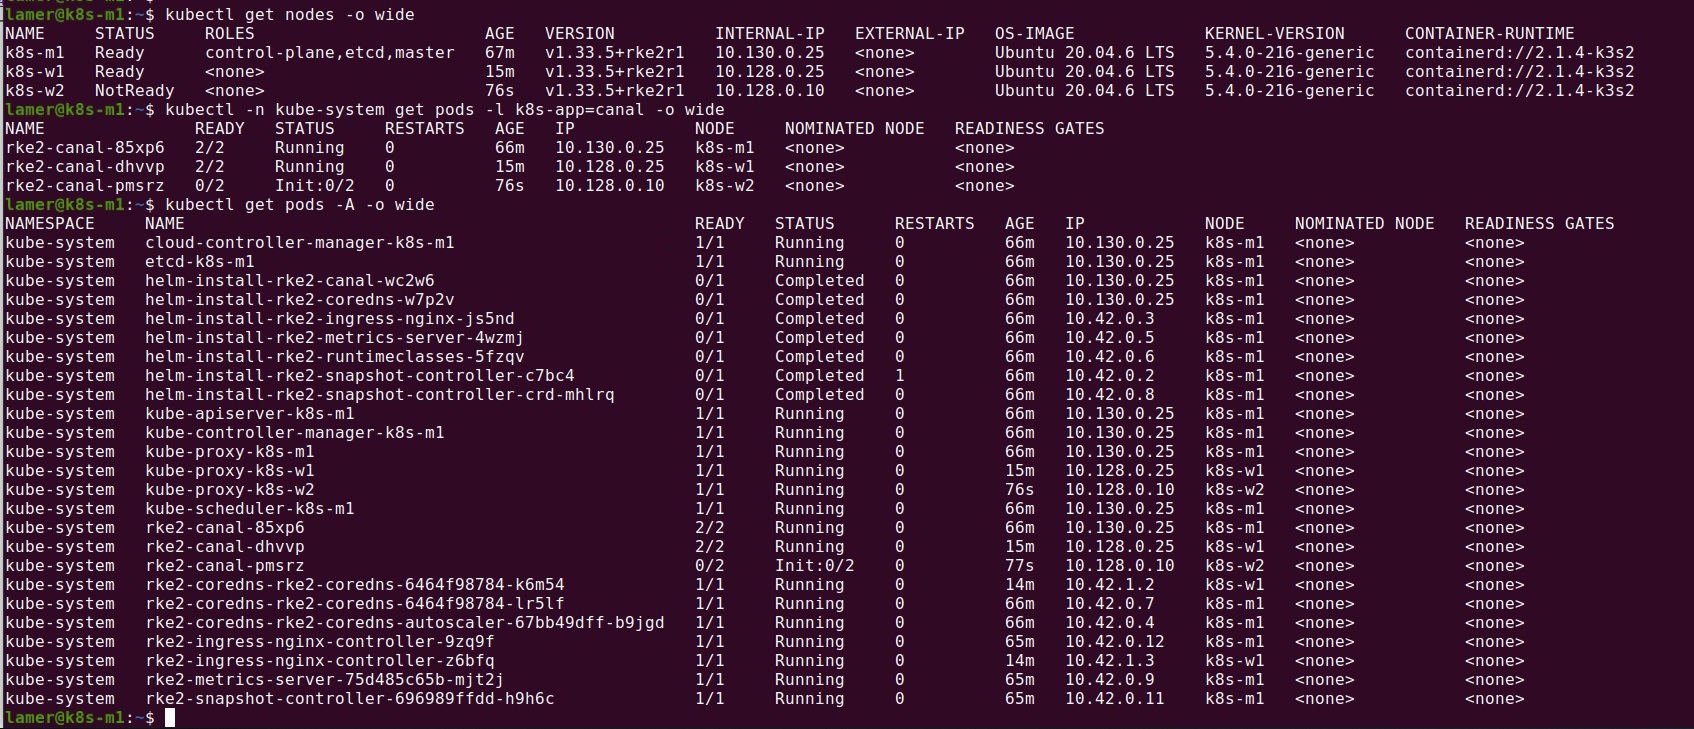 lamer@k8s-m1:~$ kubectl get nodes -o wide
NAME     STATUS     ROLES                       AGE   VERSION          INTERNAL-IP   EXTERNAL-IP   OS-IMAGE             KERNEL-VERSION      CONTAINER-RUNTIME
k8s-m1   Ready      control-plane,etcd,master   67m   v1.33.5+rke2r1   10.130.0.25   <none>        Ubuntu 20.04.6 LTS   5.4.0-216-generic   containerd://2.1.4-k3s2
k8s-w1   Ready      <none>                      15m   v1.33.5+rke2r1   10.128.0.25   <none>        Ubuntu 20.04.6 LTS   5.4.0-216-generic   containerd://2.1.4-k3s2
k8s-w2   NotReady   <none>                      76s   v1.33.5+rke2r1   10.128.0.10   <none>        Ubuntu 20.04.6 LTS   5.4.0-216-generic   containerd://2.1.4-k3s2
lamer@k8s-m1:~$ kubectl -n kube-system get pods -l k8s-app=canal -o wide
NAME               READY   STATUS     RESTARTS   AGE   IP            NODE     NOMINATED NODE   READINESS GATES
rke2-canal-85xp6   2/2     Running    0          66m   10.130.0.25   k8s-m1   <none>           <none>
rke2-canal-dhvvp   2/2     Running    0          15m   10.128.0.25   k8s-w1   <none>           <none>
rke2-canal-pmsrz   0/2     Init:0/2   0          76s   10.128.0.10   k8s-w2   <none>           <none>
lamer@k8s-m1:~$ kubectl get pods -A -o wide
NAMESPACE     NAME                                                   READY   STATUS      RESTARTS   AGE   IP            NODE     NOMINATED NODE   READINESS GATES
kube-system   cloud-controller-manager-k8s-m1                        1/1     Running     0          66m   10.130.0.25   k8s-m1   <none>           <none>
kube-system   etcd-k8s-m1                                            1/1     Running     0          66m   10.130.0.25   k8s-m1   <none>           <none>
kube-system   helm-install-rke2-canal-wc2w6                          0/1     Completed   0          66m   10.130.0.25   k8s-m1   <none>           <none>
kube-system   helm-install-rke2-coredns-w7p2v                        0/1     Completed   0          66m   10.130.0.25   k8s-m1   <none>           <none>
kube-system   helm-install-rke2-ingress-nginx-js5nd                  0/1     Completed   0          66m   10.42.0.3     k8s-m1   <none>           <none>
kube-system   helm-install-rke2-metrics-server-4wzmj                 0/1     Completed   0          66m   10.42.0.5     k8s-m1   <none>           <none>
kube-system   helm-install-rke2-runtimeclasses-5fzqv                 0/1     Completed   0          66m   10.42.0.6     k8s-m1   <none>           <none>
kube-system   helm-install-rke2-snapshot-controller-c7bc4            0/1     Completed   1          66m   10.42.0.2     k8s-m1   <none>           <none>
kube-system   helm-install-rke2-snapshot-controller-crd-mhlrq        0/1     Completed   0          66m   10.42.0.8     k8s-m1   <none>           <none>
kube-system   kube-apiserver-k8s-m1                                  1/1     Running     0          66m   10.130.0.25   k8s-m1   <none>           <none>
kube-system   kube-controller-manager-k8s-m1                         1/1     Running     0          66m   10.130.0.25   k8s-m1   <none>           <none>
kube-system   kube-proxy-k8s-m1                                      1/1     Running     0          66m   10.130.0.25   k8s-m1   <none>           <none>
kube-system   kube-proxy-k8s-w1                                      1/1     Running     0          15m   10.128.0.25   k8s-w1   <none>           <none>
kube-system   kube-proxy-k8s-w2                                      1/1     Running     0          76s   10.128.0.10   k8s-w2   <none>           <none>
kube-system   kube-scheduler-k8s-m1                                  1/1     Running     0          66m   10.130.0.25   k8s-m1   <none>           <none>
kube-system   rke2-canal-85xp6                                       2/2     Running     0          66m   10.130.0.25   k8s-m1   <none>           <none>
kube-system   rke2-canal-dhvvp                                       2/2     Running     0          15m   10.128.0.25   k8s-w1   <none>           <none>
kube-system   rke2-canal-pmsrz                                       0/2     Init:0/2    0          77s   10.128.0.10   k8s-w2   <none>           <none>
kube-system   rke2-coredns-rke2-coredns-6464f98784-k6m54             1/1     Running     0          14m   10.42.1.2     k8s-w1   <none>           <none>
kube-system   rke2-coredns-rke2-coredns-6464f98784-lr5lf             1/1     Running     0          66m   10.42.0.7     k8s-m1   <none>           <none>
kube-system   rke2-coredns-rke2-coredns-autoscaler-67bb49dff-b9jgd   1/1     Running     0          66m   10.42.0.4     k8s-m1   <none>           <none>
kube-system   rke2-ingress-nginx-controller-9zq9f                    1/1     Running     0          65m   10.42.0.12    k8s-m1   <none>           <none>
kube-system   rke2-ingress-nginx-controller-z6bfq                    1/1     Running     0          14m   10.42.1.3     k8s-w1   <none>           <none>
kube-system   rke2-metrics-server-75d485c65b-mjt2j                   1/1     Running     0          65m   10.42.0.9     k8s-m1   <none>           <none>
kube-system   rke2-snapshot-controller-696989ffdd-h9h6c              1/1     Running     0          65m   10.42.0.11    k8s-m1   <none>           <none>
lamer@k8s-m1:~$